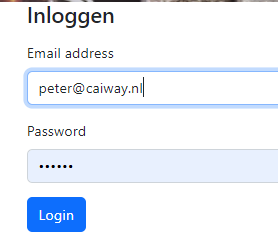 Inloggen
Email address
peter@caiway.nl
Password
••••••
Login